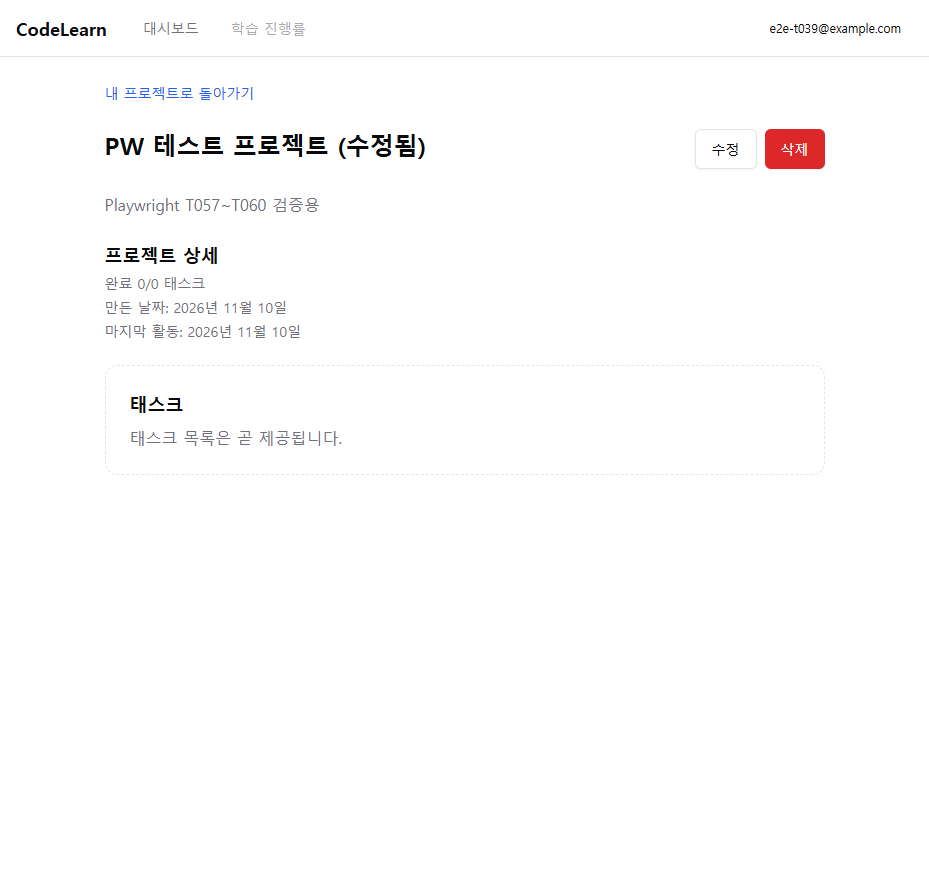 CodeLearn 대시보드 학습 진행률 e2e-t039@example.com
내 프로젝트로 돌아가기
PW 테스트 프로젝트 (수정됨) 수정 삭제
Playwright T057~T060 검증용
프로젝트 상세
완료 0/0 태스크
만든 날짜: 2026년 11월 10일
마지막 활동: 2026년 11월 10일
태스크
태스크 목록은 곧 제공됩니다.